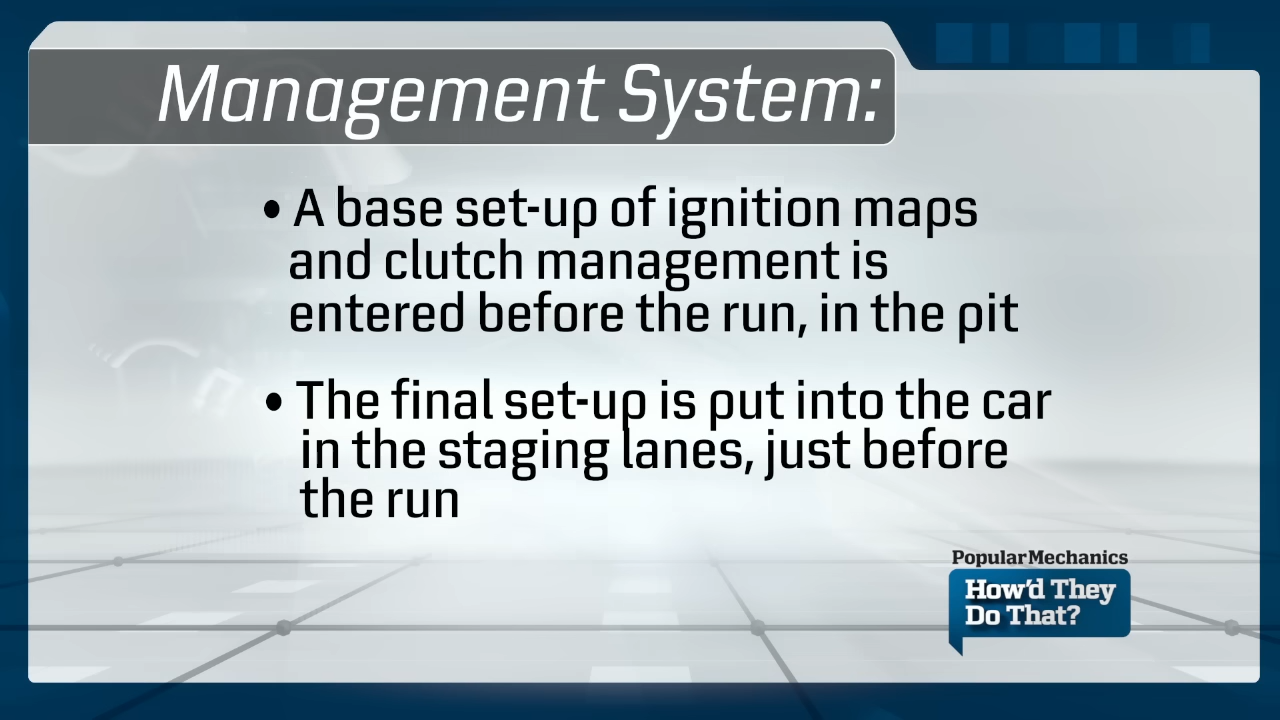 Management System:
• A base set-up of ignition maps
and clutch management is
entered before the run, in the pit
• The final set-up is put into the car
in the staging lanes, just before
the run
PopularMechanics
How'd They
Do That?